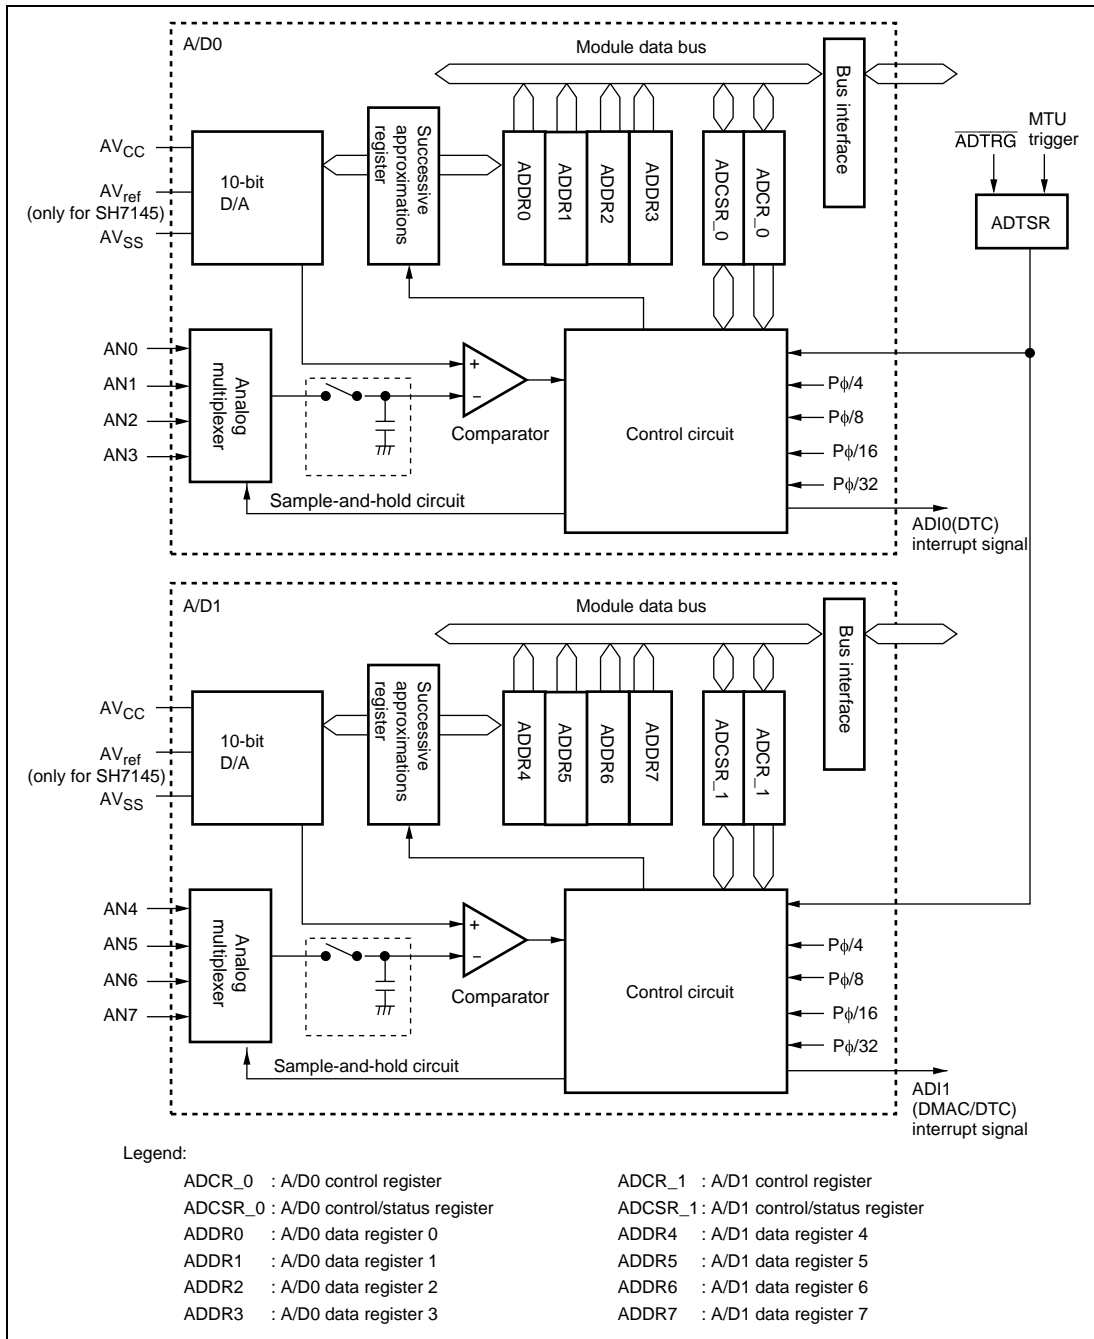 A/D0
Module data bus
Bus interface
AVCC
AVref
(only for SH7145)
AVSS
10-bit
D/A
Successive
approximations
register
ADDR0
ADDR1
ADDR2
ADDR3
ADCSR_0
ADCR_0
ADTRG
MTU
trigger
ADTSR
AN0
AN1
AN2
AN3
Analog
multiplexer
+
−
Comparator
Control circuit
Pϕ/4
Pϕ/8
Pϕ/16
Pϕ/32
Sample-and-hold circuit
ADI0(DTC)
interrupt signal
A/D1
Module data bus
Bus interface
AVCC
AVref
(only for SH7145)
AVSS
10-bit
D/A
Successive
approximations
register
ADDR4
ADDR5
ADDR6
ADDR7
ADCSR_1
ADCR_1
AN4
AN5
AN6
AN7
Analog
multiplexer
+
−
Comparator
Control circuit
Pϕ/4
Pϕ/8
Pϕ/16
Pϕ/32
Sample-and-hold circuit
ADI1
(DMAC/DTC)
interrupt signal
Legend:
ADCR_0 : A/D0 control register
ADCSR_0 : A/D0 control/status register
ADDR0 : A/D0 data register 0
ADDR1 : A/D0 data register 1
ADDR2 : A/D0 data register 2
ADDR3 : A/D0 data register 3
ADCR_1 : A/D1 control register
ADCSR_1 : A/D1 control/status register
ADDR4 : A/D1 data register 4
ADDR5 : A/D1 data register 5
ADDR6 : A/D1 data register 6
ADDR7 : A/D1 data register 7